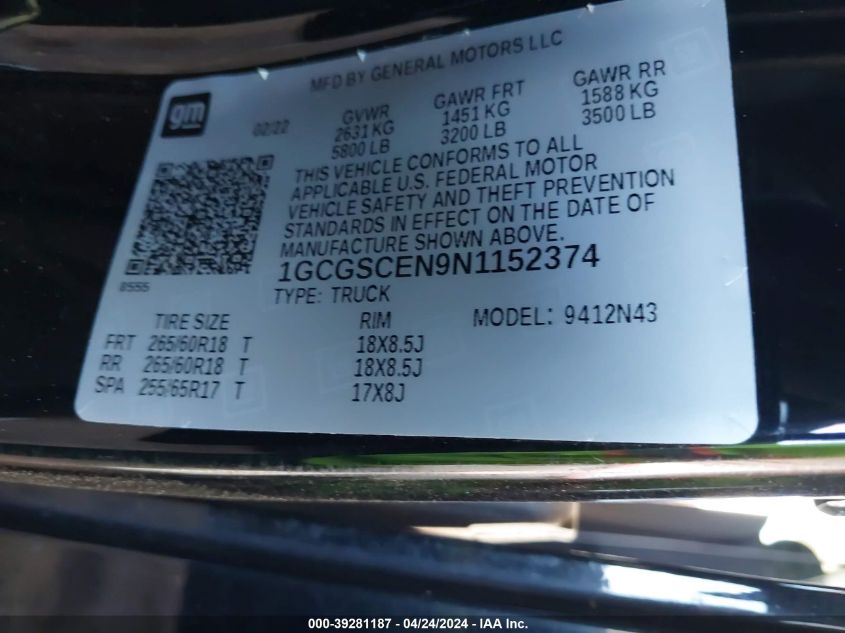 MFD BY GENERAL MOTORS LLC
gm
02/22
GVWR GAWR FRT GAWR RR
2631 KG 1451 KG 1588 KG
5800 LB 3200 LB 3500 LB
THIS VEHICLE CONFORMS TO ALL
APPLICABLE U.S. FEDERAL MOTOR
VEHICLE SAFETY AND THEFT PREVENTION
STANDARDS IN EFFECT ON THE DATE OF
MANUFACTURE SHOWN ABOVE.
8555
1GCGSCEN9N1152374
TYPE: TRUCK
TIRE SIZE RIM MODEL: 9412N43
FRT 265/60R18 T 18X8.5J
RR 265/60R18 T 18X8.5J
SPA 255/65R17 T 17X8J
000-39281187 - 04/24/2024 - IAA Inc.